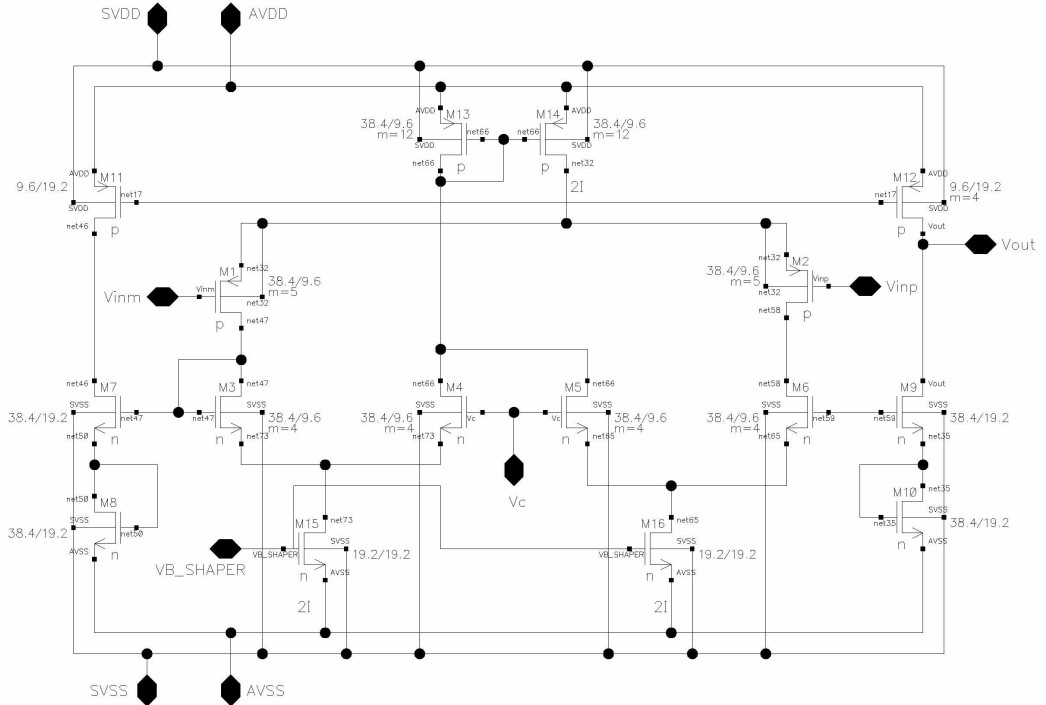 SVDD
AVDD
AVDD
M13
38.4/9.6
m=12
SVDD
net66
net66
p
AVDD
M14
38.4/9.6
m=12
SVDD
net66
net32
p
2I
AVDD
M11
9.6/19.2
SVDD
net17
net46
p
AVDD
M12
9.6/19.2
m=4
SVDD
net17
Vout
p
Vout
M1
net32
38.4/9.6
m=5
net32
Vinm
Vinm
net47
p
M2
net32
38.4/9.6
m=5
net32
Vinp
Vinp
net58
p
net46
M7
SVSS
38.4/19.2
net47
net50
n
net47
M3
SVSS
38.4/9.6
m=4
net47
net73
n
net66
M4
SVSS
38.4/9.6
m=4
Vc
net73
n
net66
M5
SVSS
38.4/9.6
m=4
Vc
net65
n
Vc
net58
M6
SVSS
38.4/9.6
m=4
net59
net65
n
Vout
M9
SVSS
38.4/19.2
net59
net35
n
net50
M8
SVSS
38.4/19.2
net50
AVSS
n
net35
M10
SVSS
38.4/19.2
net35
AVSS
n
net73
M15
SVSS
19.2/19.2
VB_SHAPER
AVSS
n
2I
VB_SHAPER
net65
M16
SVSS
19.2/19.2
VB_SHAPER
AVSS
n
2I
SVSS
AVSS